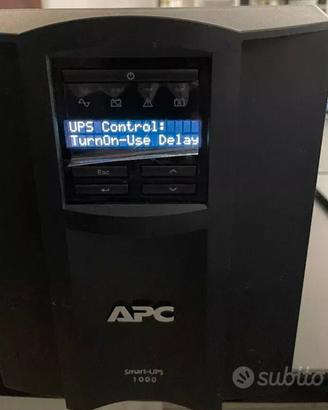 UPS Control:
TurnOn-Use Delay
Esc
APC
Smart-UPS
1000
subito